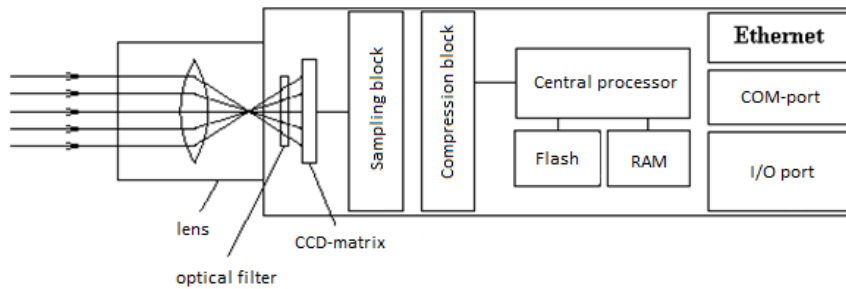 Sampling block
Compression block
Central processor
Flash
RAM
Ethernet
COM-port
I/O port
lens
CCD-matrix
optical filter